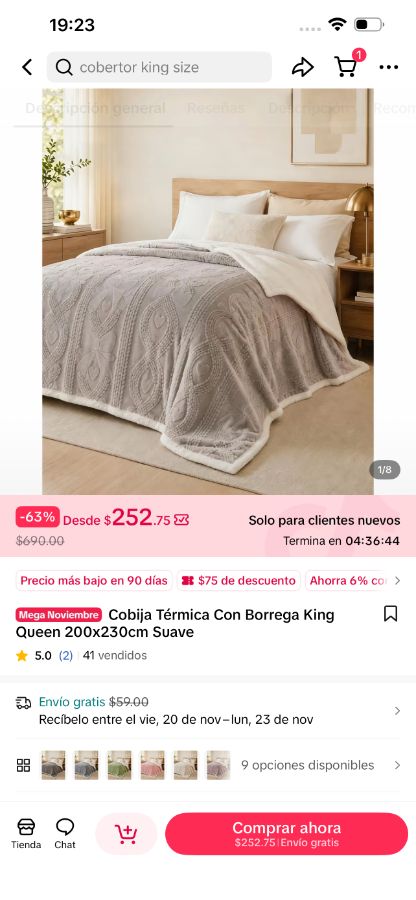 19:23
cobertor king size
1
Descripción general Reseñas Descripción Recom
1/8
-63% Desde $252.75
$690.00
Solo para clientes nuevos
Termina en 04:36:44
Precio más bajo en 90 días
$75 de descuento
Ahorra 6% co
Mega Noviembre Cobija Térmica Con Borrega King
Queen 200x230cm Suave
5.0 (2) 41 vendidos
Envío gratis $59.00
Recíbelo entre el vie, 20 de nov–lun, 23 de nov
9 opciones disponibles
Tienda
Chat
Comprar ahora
$252.75|Envío gratis